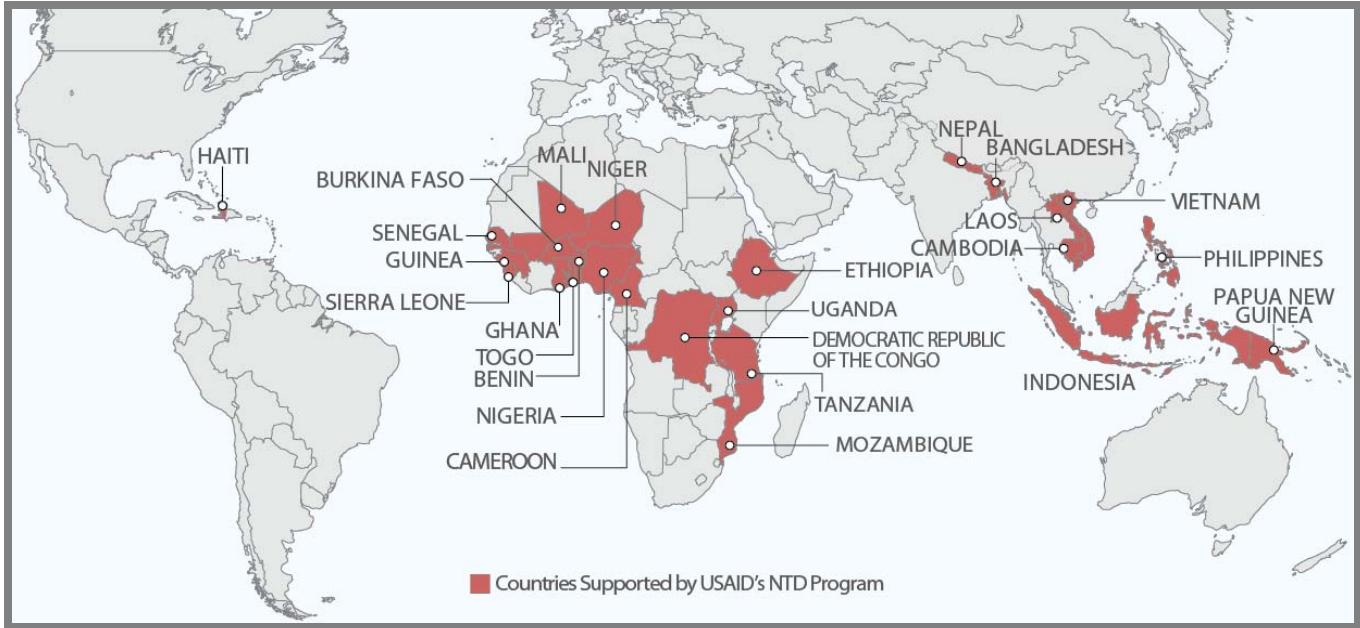 HAITI
MALI
NIGER
BURKINA FASO
SENEGAL
GUINEA
SIERRA LEONE
GHANA
TOGO
BENIN
NIGERIA
CAMEROON
ETHIOPIA
UGANDA
DEMOCRATIC REPUBLIC
OF THE CONGO
TANZANIA
MOZAMBIQUE
NEPAL
BANGLADESH
LAOS
CAMBODIA
VIETNAM
PHILIPPINES
PAPUA NEW
GUINEA
INDONESIA
Countries Supported by USAID's NTD Program